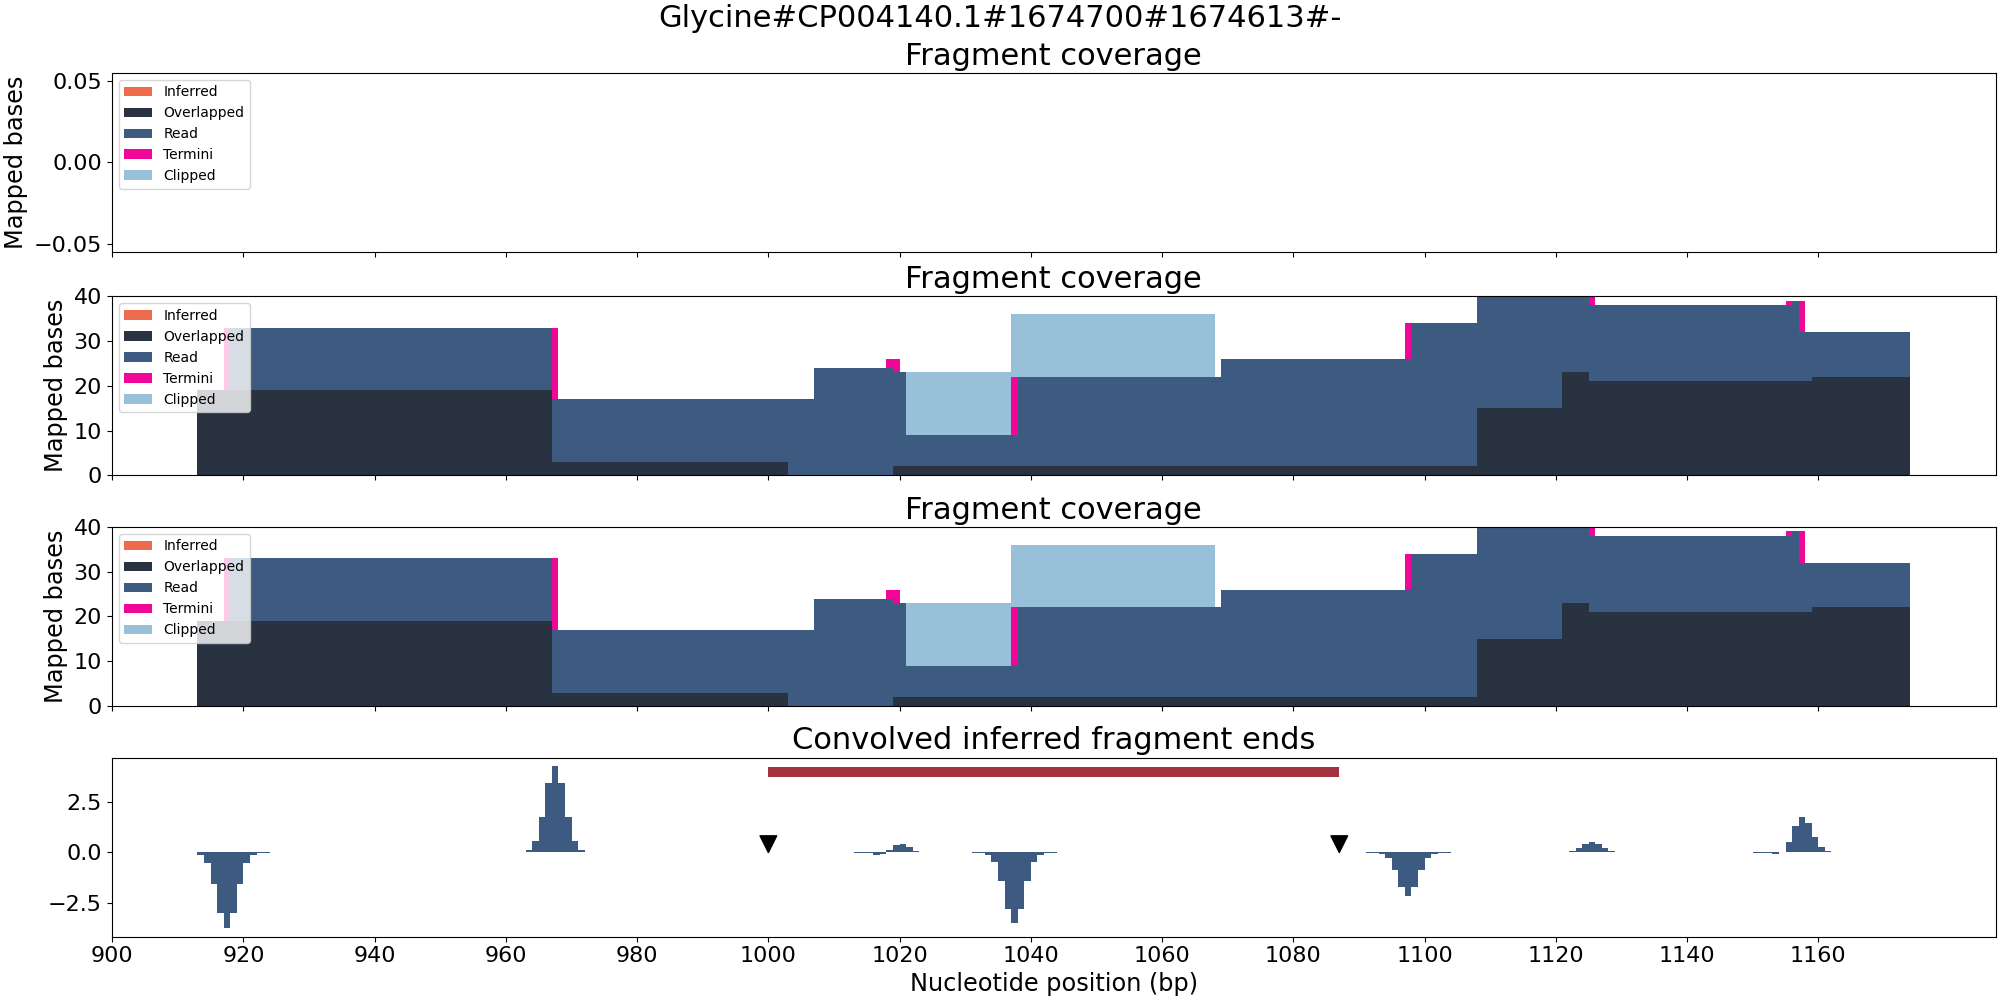 Glycine#CP004140.1#1674700#1674613#-
Fragment coverage
Mapped bases
0.05
0.00
−0.05
Inferred
Overlapped
Read
Termini
Clipped
Fragment coverage
Mapped bases
40
30
20
10
0
Inferred
Overlapped
Read
Termini
Clipped
Fragment coverage
Mapped bases
40
30
20
10
0
Inferred
Overlapped
Read
Termini
Clipped
Convolved inferred fragment ends
2.5
0.0
−2.5
900 920 940 960 980 1000 1020 1040 1060 1080 1100 1120 1140 1160
Nucleotide position (bp)